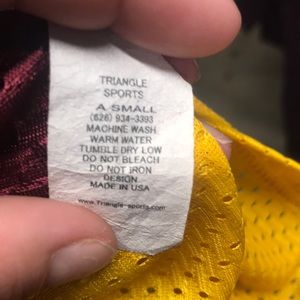 TRIANGLE
SPORTS
A SMALL
(626) 934-3393
MACHINE WASH
WARM WATER
TUMBLE DRY LOW
DO NOT BLEACH
DO NOT IRON
DESIGN
MADE IN USA
www.Triangle-sports.com